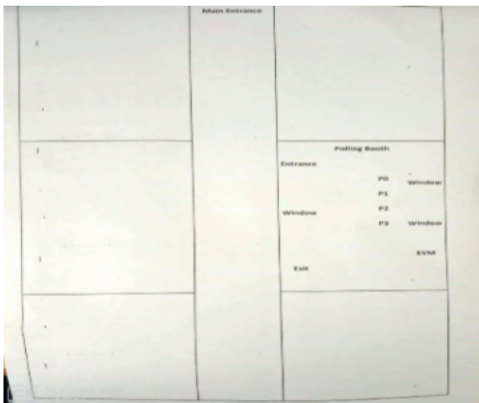 Main Entrance
Polling Booth
Entrance
P0
Window
P1
P2
Window
P3
Window
EVM
Exit